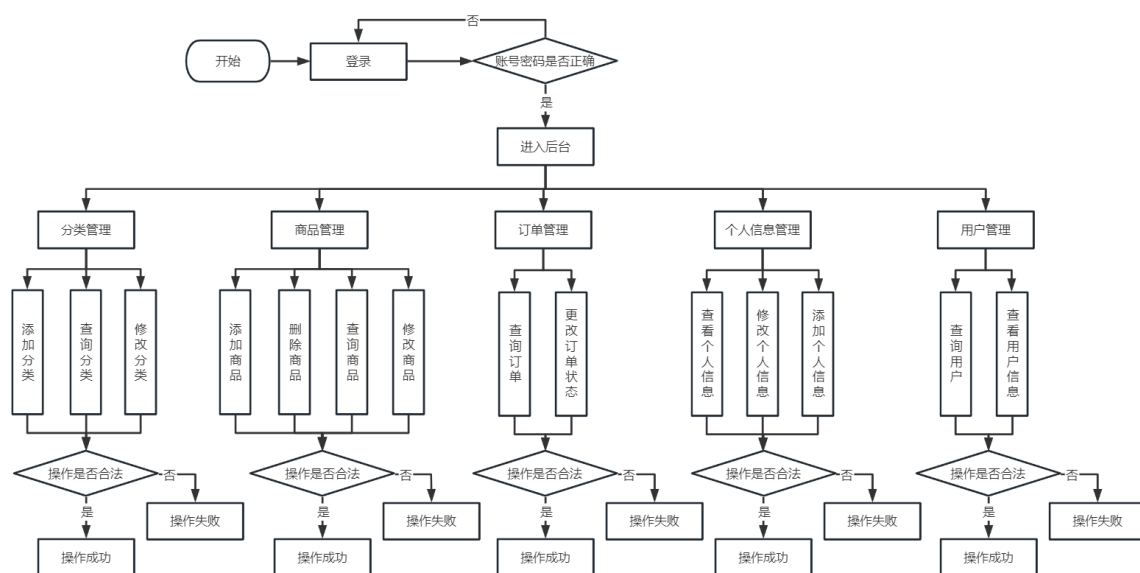 否
开始
登录
账号密码是否正确
是
进入后台
分类管理
商品管理
订单管理
个人信息管理
用户管理
添加分类
查询分类
修改分类
添加商品
删除商品
查询商品
修改商品
查询订单
更改订单状态
查看个人信息
修改个人信息
添加个人信息
查询用户
查看用户信息
操作是否合法
否
操作是否合法
否
操作是否合法
否
操作是否合法
否
操作是否合法
否
是
操作失败
是
操作失败
是
操作失败
是
操作失败
是
操作失败
操作成功
操作成功
操作成功
操作成功
操作成功